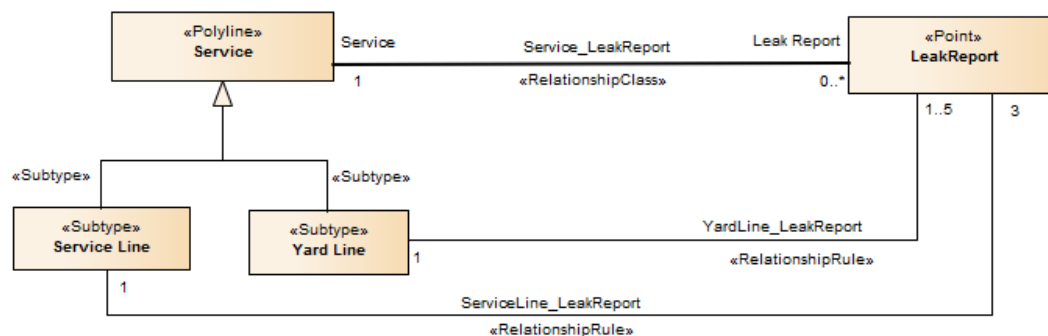 «Polyline»
Service
Service
Service_LeakReport
Leak Report
«Point»
LeakReport
1
«RelationshipClass»
0..*
1..5
3
«Subtype»
«Subtype»
«Subtype»
Service Line
«Subtype»
Yard Line
YardLine_LeakReport
1
«RelationshipRule»
1
ServiceLine_LeakReport
«RelationshipRule»